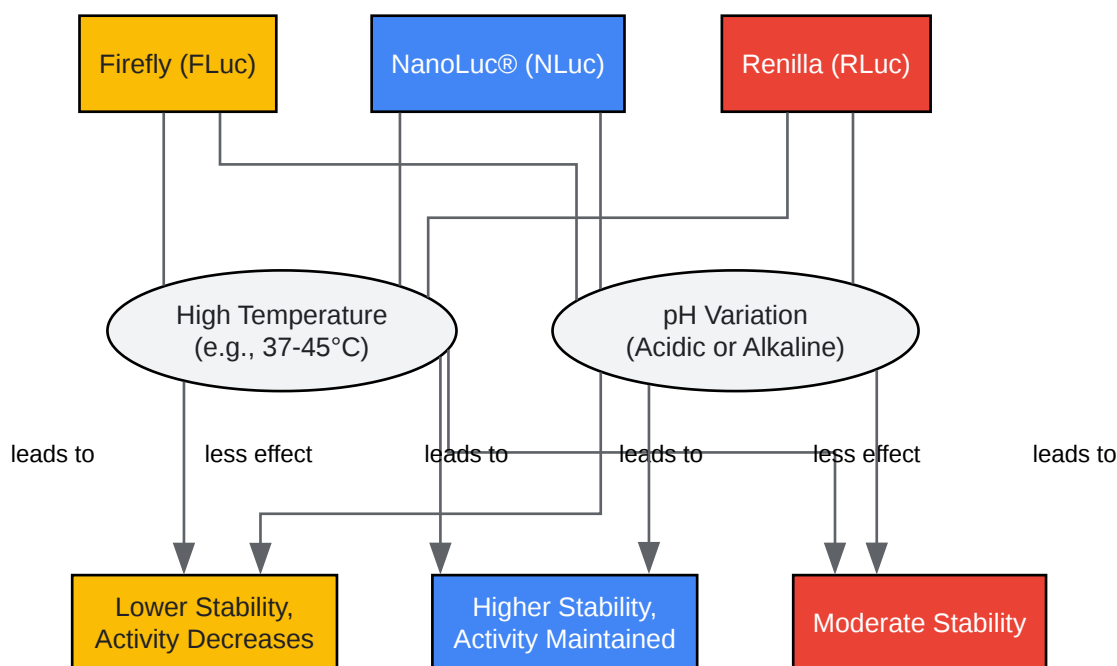 Firefly (FLuc)
NanoLuc® (NLuc)
Renilla (RLuc)
High Temperature
(e.g., 37-45°C)
pH Variation
(Acidic or Alkaline)
leads to
less effect
leads to
leads to
less effect
leads to
Lower Stability,
Activity Decreases
Higher Stability,
Activity Maintained
Moderate Stability